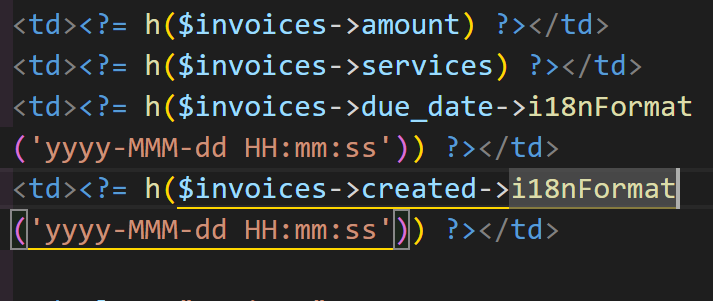 <td><?= h($invoices->amount) ?></td>
<td><?= h($invoices->services) ?></td>
<td><?= h($invoices->due_date->i18nFormat
('yyyy-MMM-dd HH:mm:ss')) ?></td>
<td><?= h($invoices->created->i18nFormat
('yyyy-MMM-dd HH:mm:ss')) ?></td>